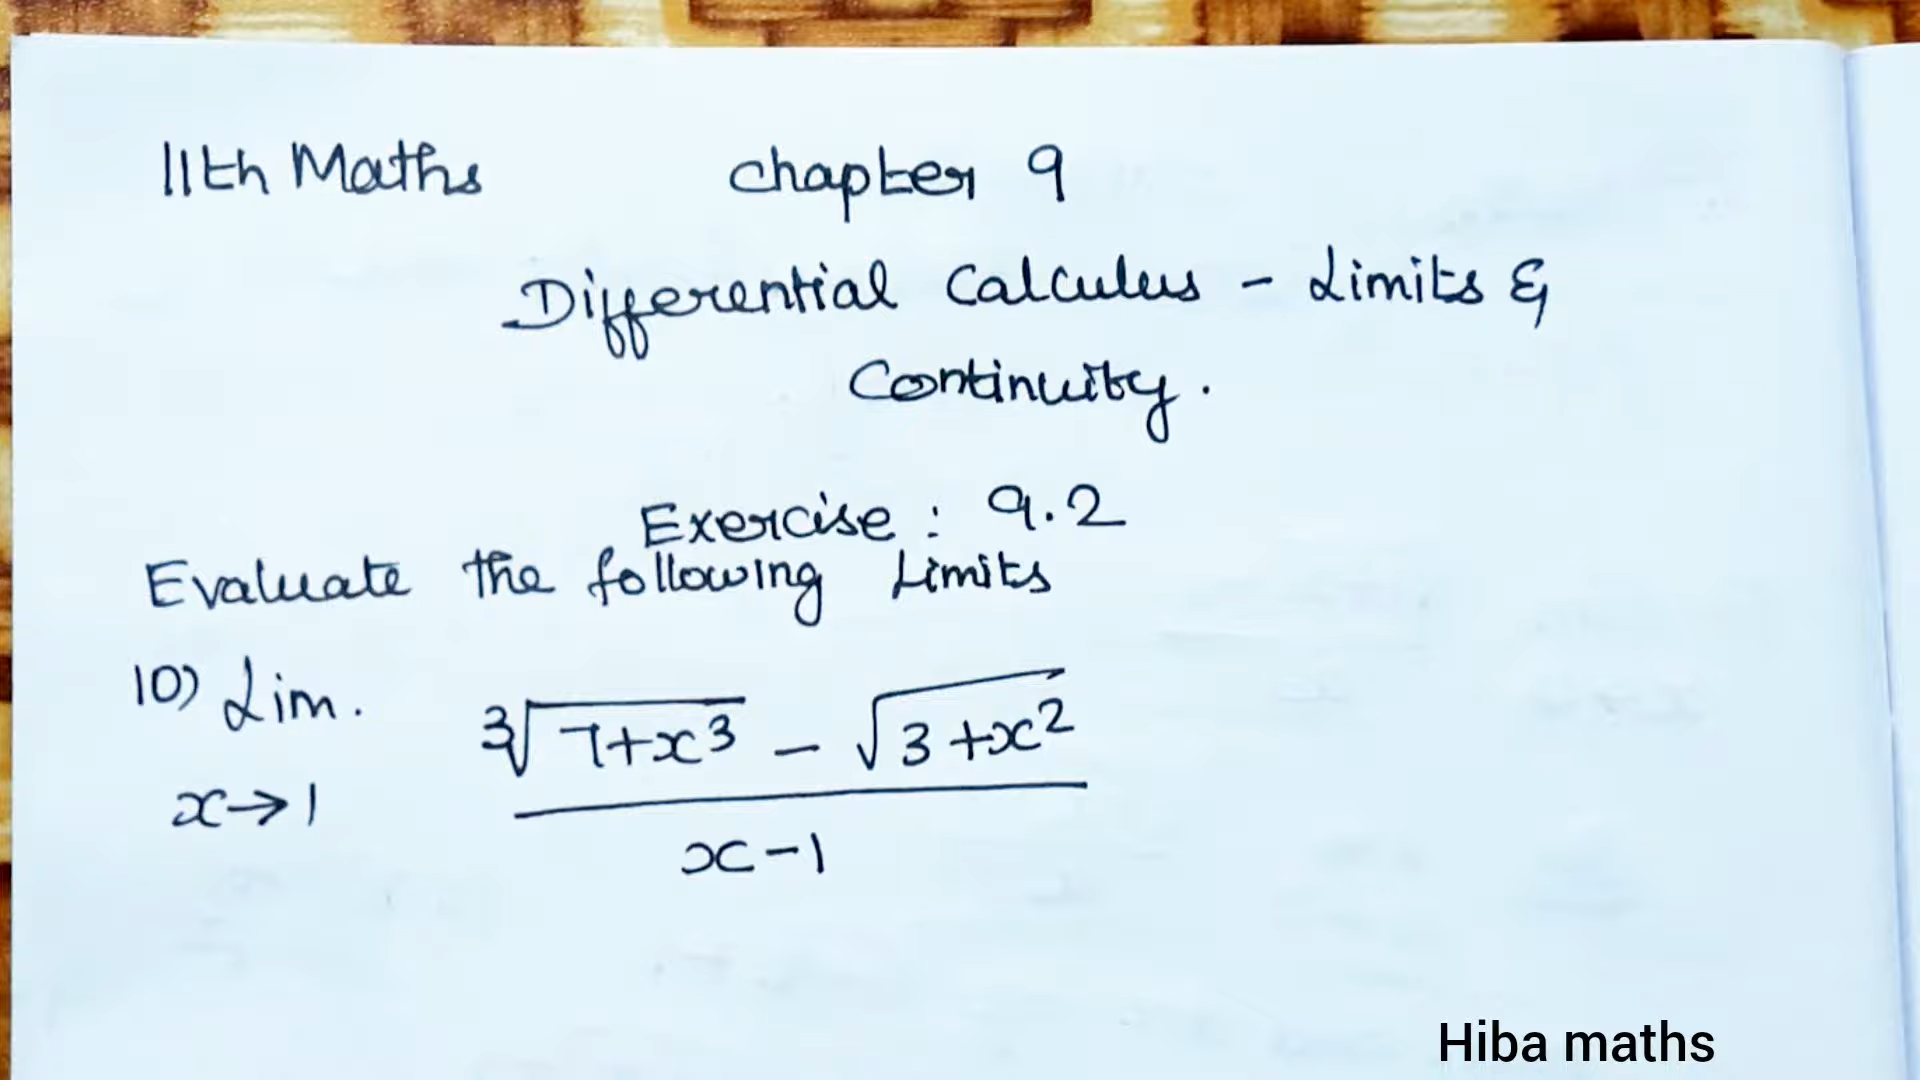 11th Maths chapter 9
Differential Calculus - Limits &
Continuity.
Exercise: 9.2
Evaluate the following Limits
10) Lim. ∛7+x³ - √3+x²
x→1 x-1
Hiba maths